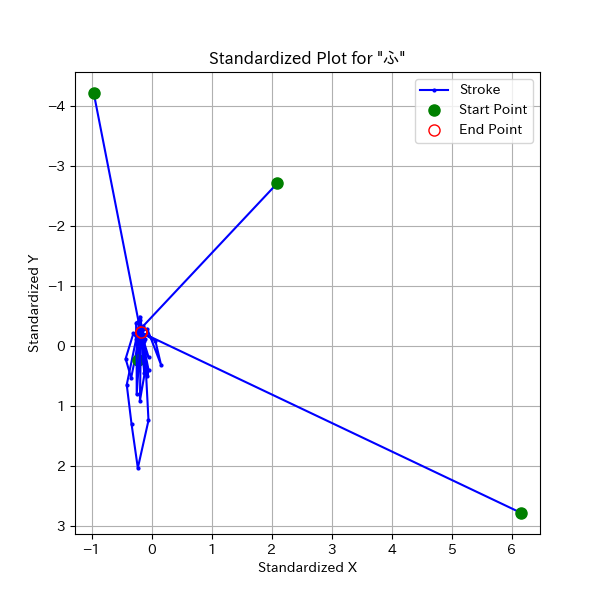 Standardized Plot for "ふ"
Stroke
Start Point
End Point
Standardized Y
−4
−3
−2
−1
0
1
2
3
−1 0 1 2 3 4 5 6
Standardized X